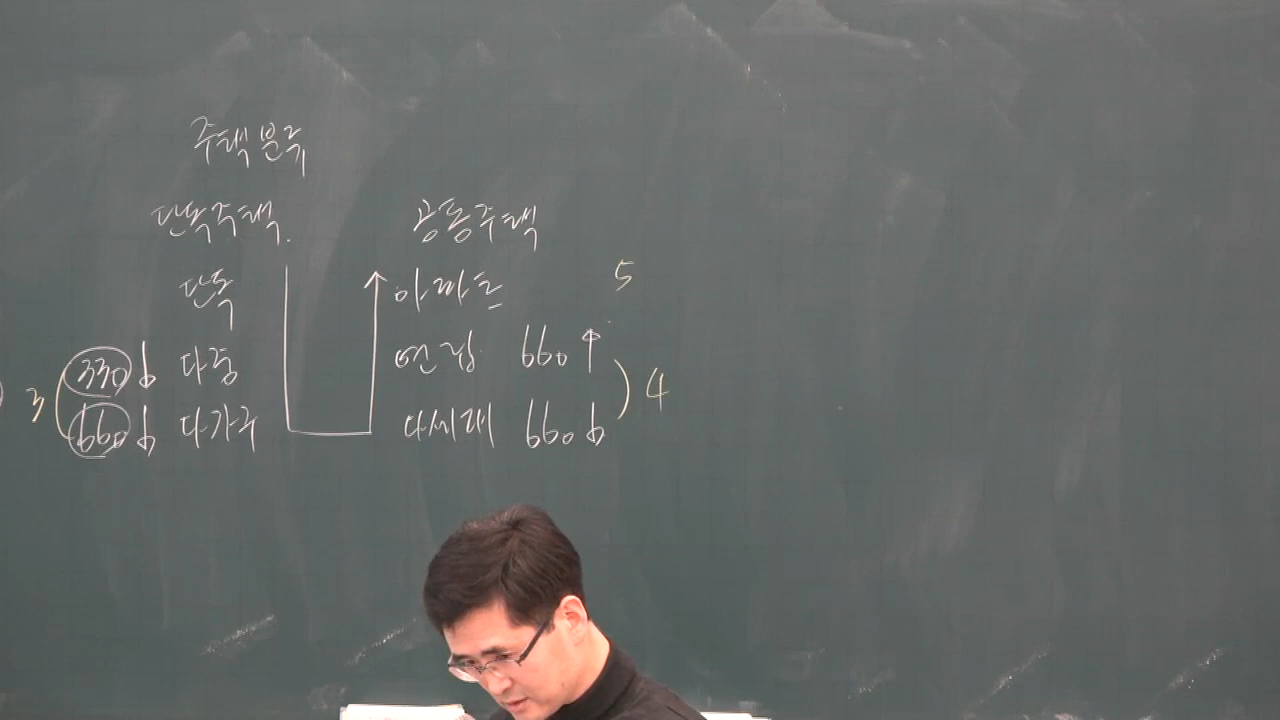 주택분류
단독주택. 공동주택
단독 아파트 5
330↓ 다중 연립 660↑
3 660↓ 다가구 다세대 660↓ 4